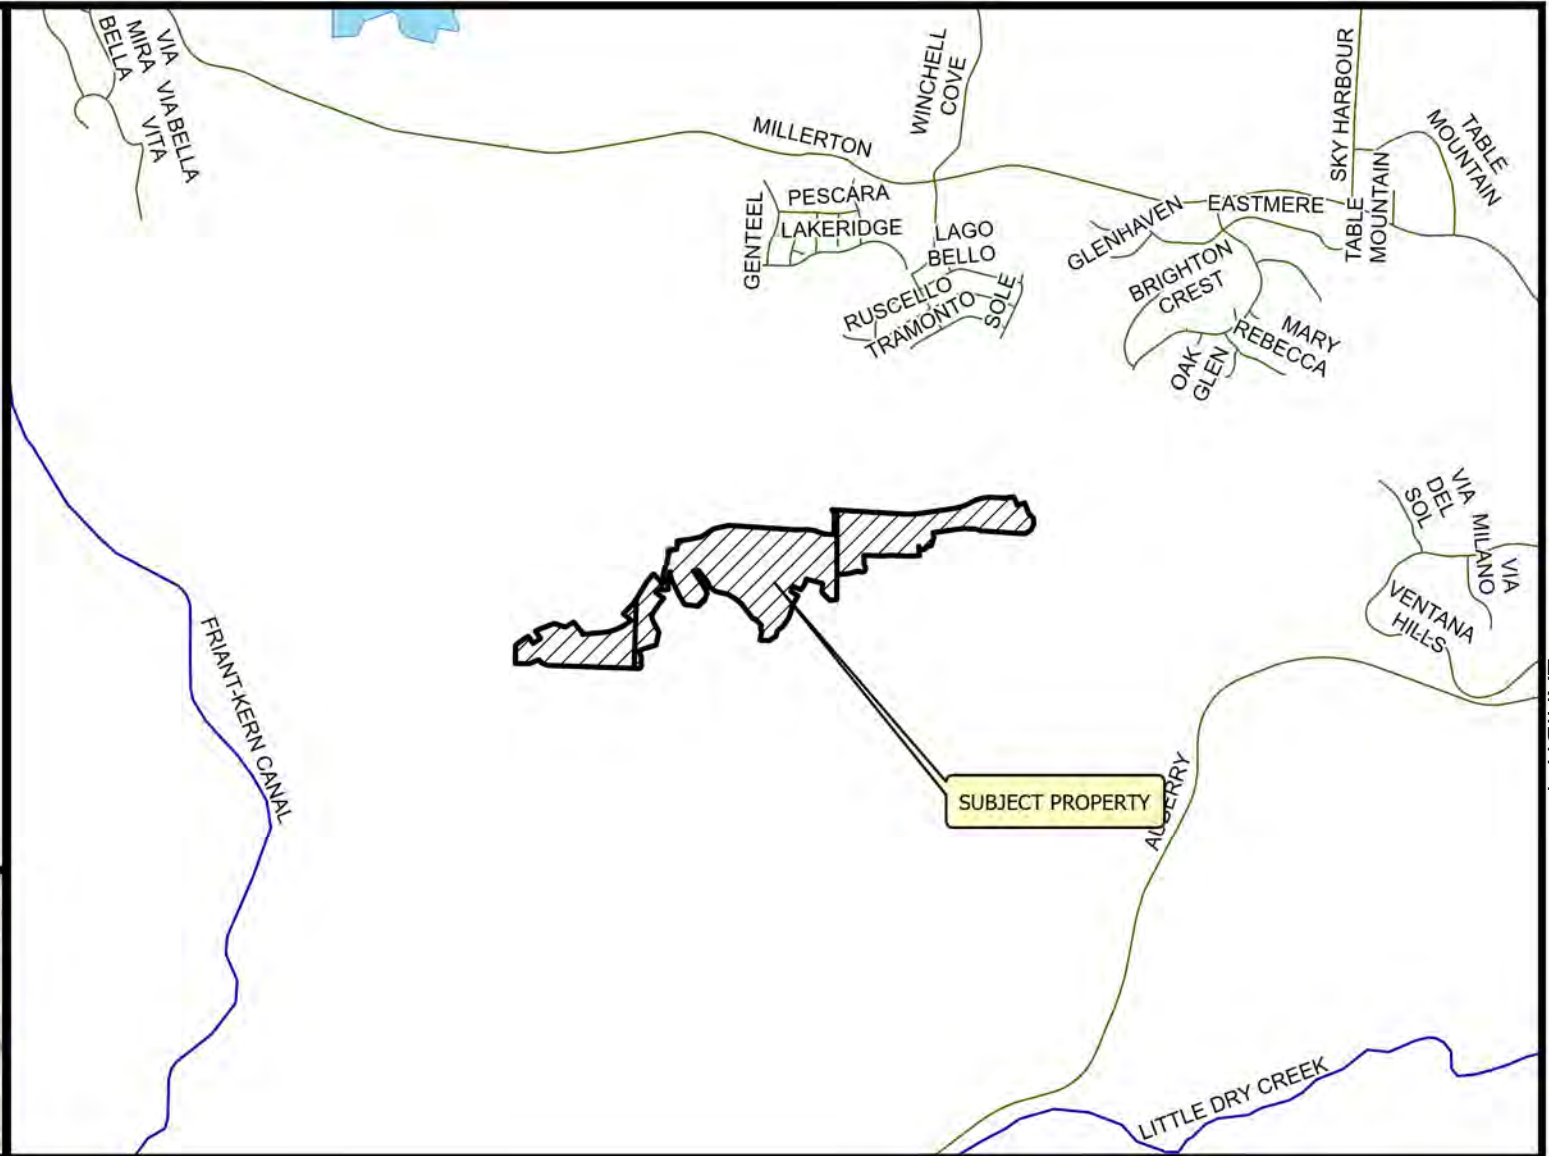 VIA
MIRA
BELLA
VIA BELLA
VITA
MILLERTON
WINCHELL
COVE
SKY HARBOUR
TABLE
MOUNTAIN
PESCARA
GENTEEL
LAKERIDGE
LAGO
BELLO
RUSCELLO
TRAMONTO
SOLE
GLENHAVEN
EASTMERE
TABLE
MOUNTAIN
BRIGHTON
CREST
MARY
REBECCA
OAK
GLEN
VIA
DEL
SOL
VIA
MILANO
VENTANA
HILLS
FRIANT-KERN CANAL
SUBJECT PROPERTY
AUBERRY
LITTLE DRY CREEK